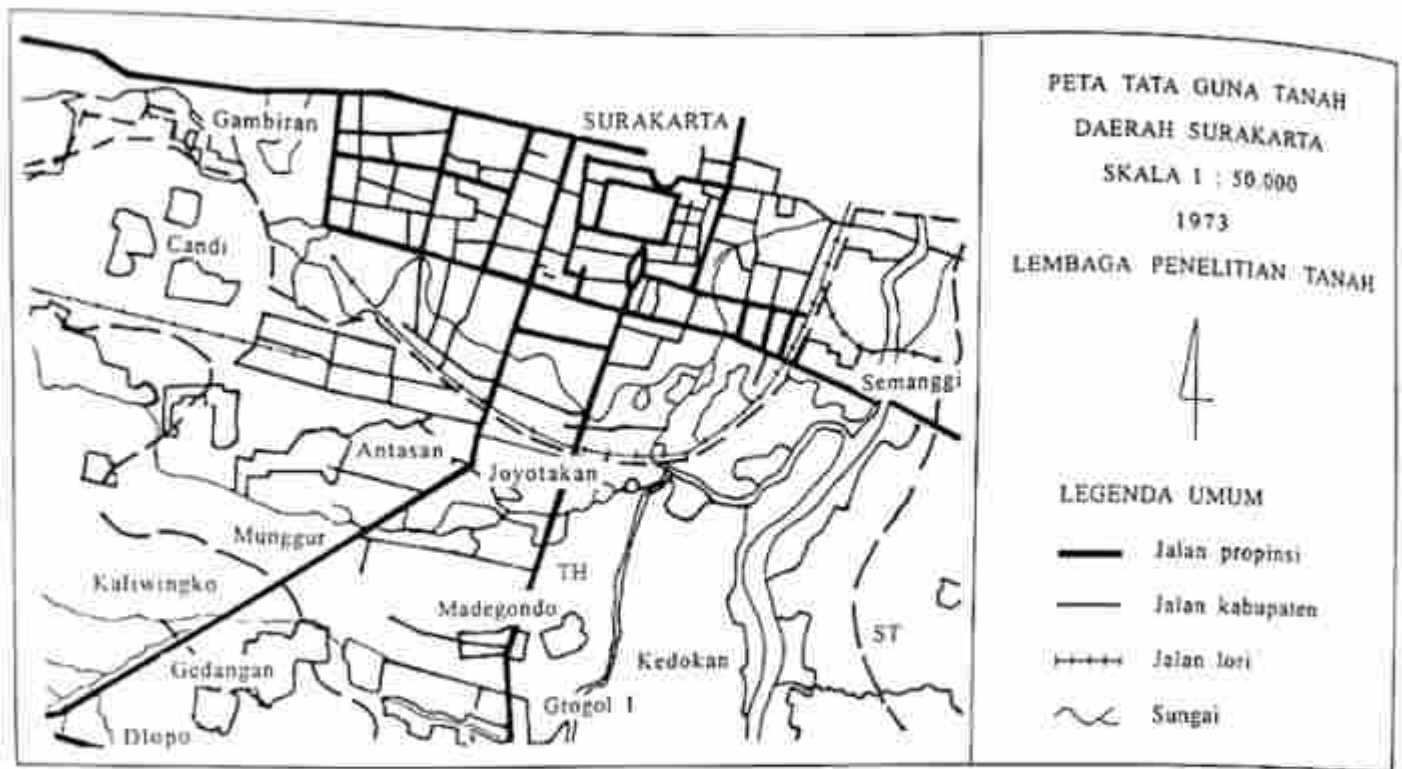 Gambiran
SURAKARTA
Candi
Semanggi
Antasan
Joyotakan
Munggur
TH
Kaliwingko
Madegondo
ST
Gedangan
Kedokan
Grogol I
Dlopo
PETA TATA GUNA TANAH
DAERAH SURAKARTA
SKALA 1 : 50.000
1973
LEMBAGA PENELITIAN TANAH
LEGENDA UMUM
Jalan propinsi
Jalan kabupaten
Jalan lori
Sungai